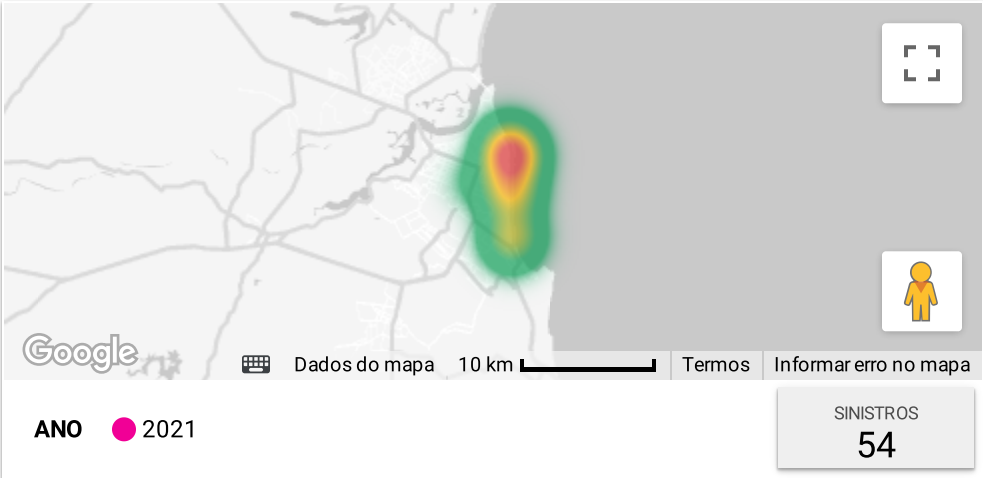 Google
Dados do mapa
10 km
Termos
Informar erro no mapa
ANO
2021
SINISTROS
54